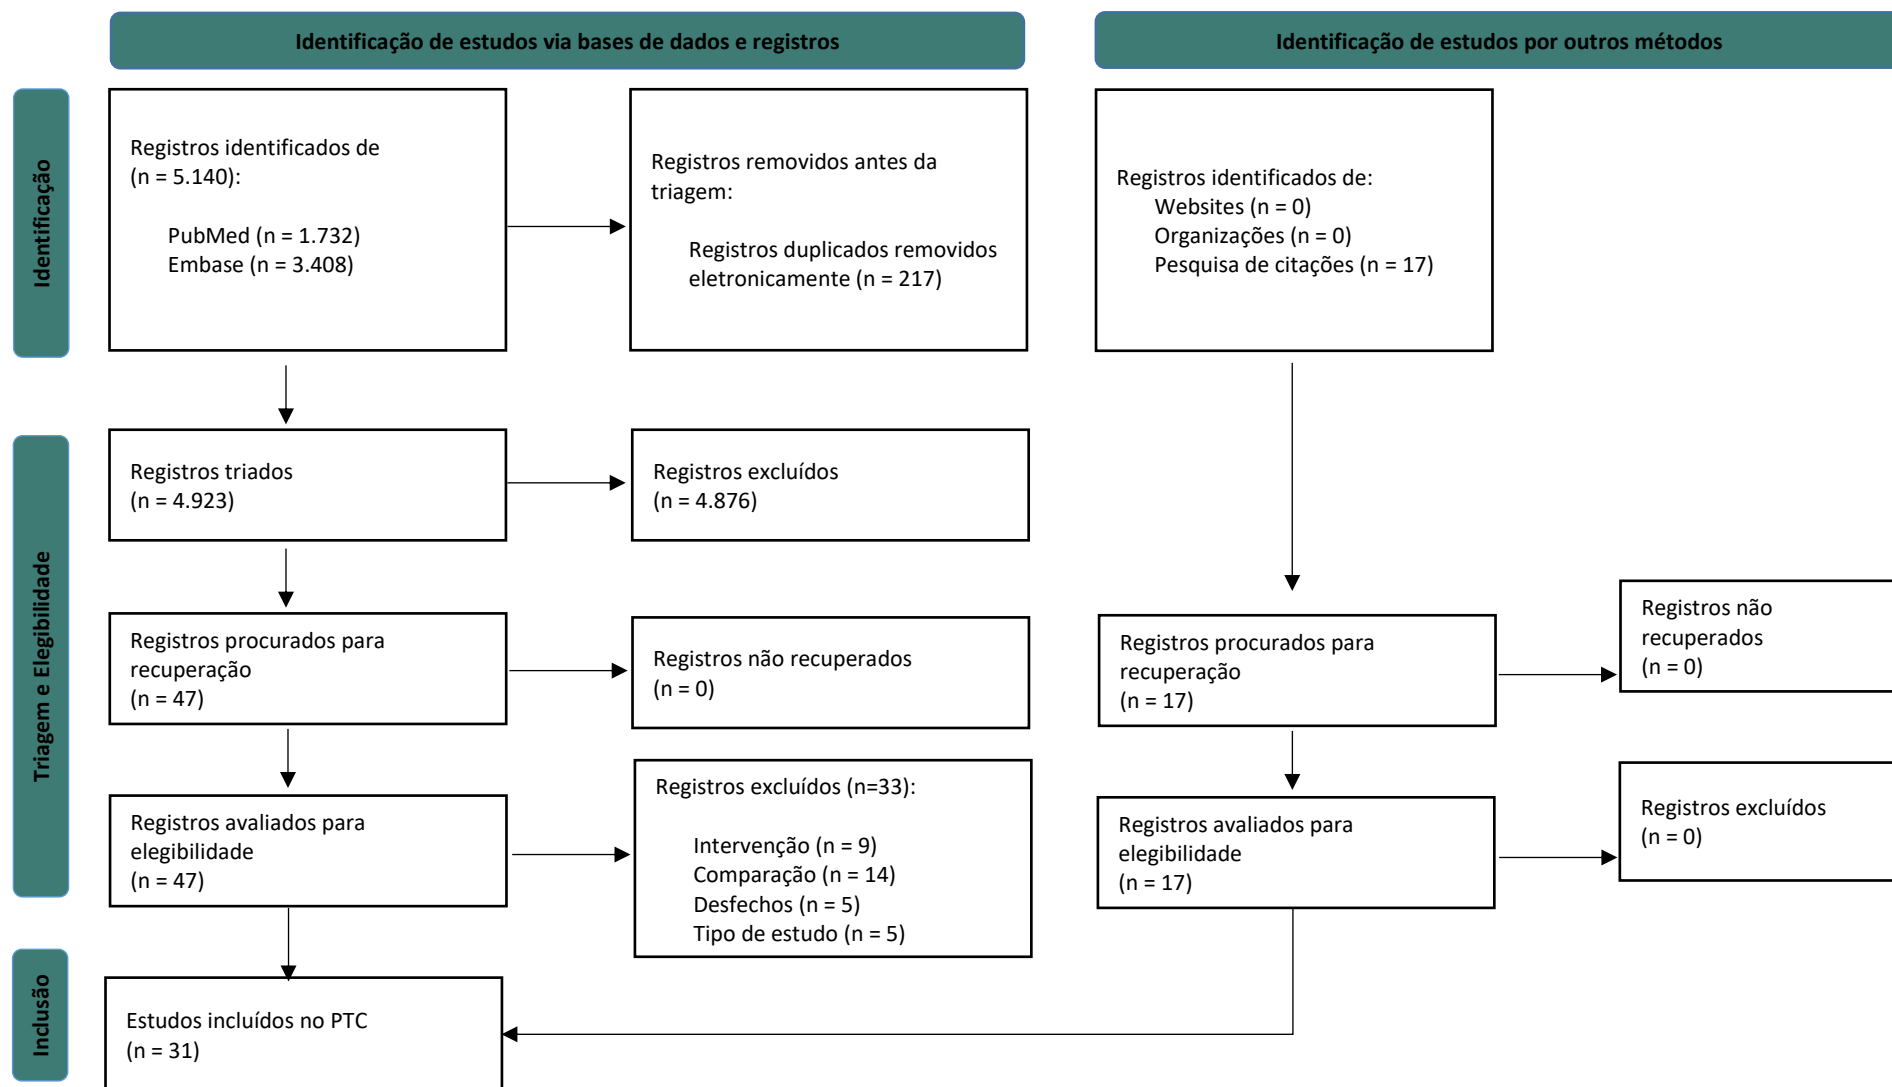 Identificação de estudos via bases de dados e registros
Identificação de estudos por outros métodos
Identificação
Registros identificados de
(n = 5.140):
PubMed (n = 1.732)
Embase (n = 3.408)
Registros removidos antes da
triagem:
Registros duplicados removidos
eletronicamente (n = 217)
Registros identificados de:
Websites (n = 0)
Organizações (n = 0)
Pesquisa de citações (n = 17)
Triagem e Elegibilidade
Registros triados
(n = 4.923)
Registros excluídos
(n = 4.876)
Registros procurados para
recuperação
(n = 47)
Registros não recuperados
(n = 0)
Registros procurados para
recuperação
(n = 17)
Registros não
recuperados
(n = 0)
Registros avaliados para
elegibilidade
(n = 47)
Registros excluídos (n=33):
Intervenção (n = 9)
Comparação (n = 14)
Desfechos (n = 5)
Tipo de estudo (n = 5)
Registros avaliados para
elegibilidade
(n = 17)
Registros excluídos
(n = 0)
Inclusão
Estudos incluídos no PTC
(n = 31)